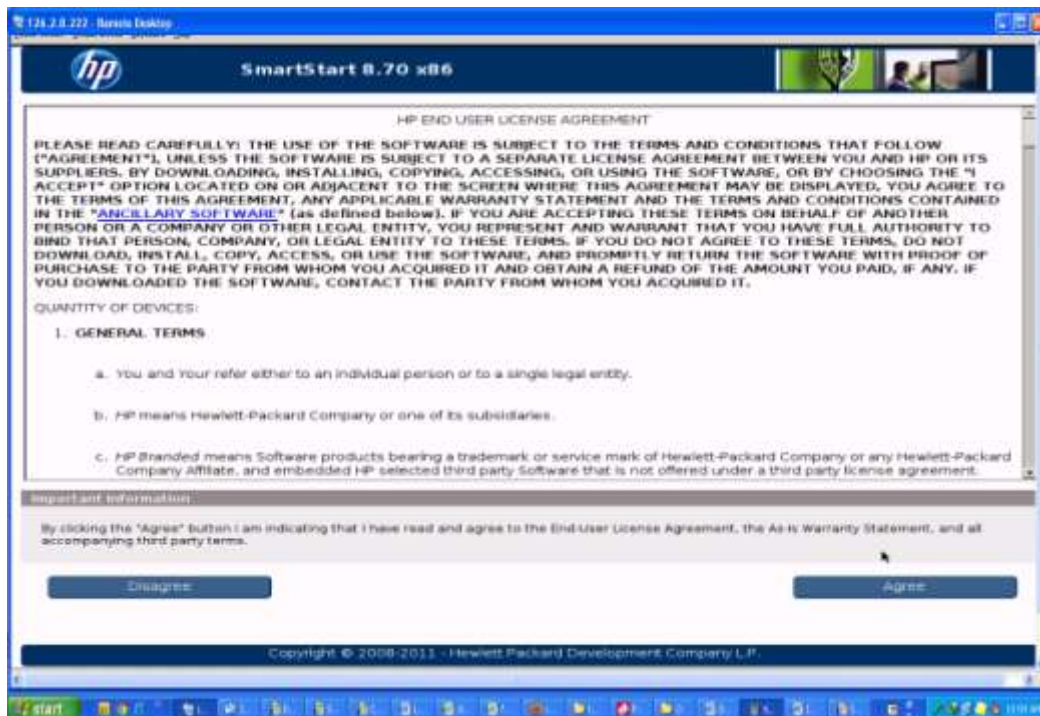 126.2.8.222 - Remote Desktop
hp
SmartStart 8.70 x86
HP END USER LICENSE AGREEMENT
PLEASE READ CAREFULLY: THE USE OF THE SOFTWARE IS SUBJECT TO THE TERMS AND CONDITIONS THAT FOLLOW
("AGREEMENT"), UNLESS THE SOFTWARE IS SUBJECT TO A SEPARATE LICENSE AGREEMENT BETWEEN YOU AND HP OR ITS
SUPPLIERS. BY DOWNLOADING, INSTALLING, COPYING, ACCESSING, OR USING THE SOFTWARE, OR BY CHOOSING THE "I
ACCEPT" OPTION LOCATED ON OR ADJACENT TO THE SCREEN WHERE THIS AGREEMENT MAY BE DISPLAYED, YOU AGREE TO
THE TERMS OF THIS AGREEMENT, ANY APPLICABLE WARRANTY STATEMENT AND THE TERMS AND CONDITIONS CONTAINED
IN THE "ANCILLARY SOFTWARE" (as defined below). IF YOU ARE ACCEPTING THESE TERMS ON BEHALF OF ANOTHER
PERSON OR A COMPANY OR OTHER LEGAL ENTITY, YOU REPRESENT AND WARRANT THAT YOU HAVE FULL AUTHORITY TO
BIND THAT PERSON, COMPANY, OR LEGAL ENTITY TO THESE TERMS. IF YOU DO NOT AGREE TO THESE TERMS, DO NOT
DOWNLOAD, INSTALL, COPY, ACCESS, OR USE THE SOFTWARE, AND PROMPTLY RETURN THE SOFTWARE WITH PROOF OF
PURCHASE TO THE PARTY FROM WHOM YOU ACQUIRED IT AND OBTAIN A REFUND OF THE AMOUNT YOU PAID, IF ANY. IF
YOU DOWNLOADED THE SOFTWARE, CONTACT THE PARTY FROM WHOM YOU ACQUIRED IT.
QUANTITY OF DEVICES:
1. GENERAL TERMS
a. You and Your refer either to an individual person or to a single legal entity.
b. HP means Hewlett-Packard Company or one of its subsidiaries.
c. HP Branded means Software products bearing a trademark or service mark of Hewlett-Packard Company or any Hewlett-Packard
Company Affiliate, and embedded HP selected third party Software that is not offered under a third party license agreement.
Important Information
By clicking the "Agree" button I am indicating that I have read and agree to the End-User License Agreement, the As-Is Warranty Statement, and all
accompanying third party terms.
Disagree
Agree
Copyright © 2008-2011 - Hewlett Packard Development Company L.P.
start